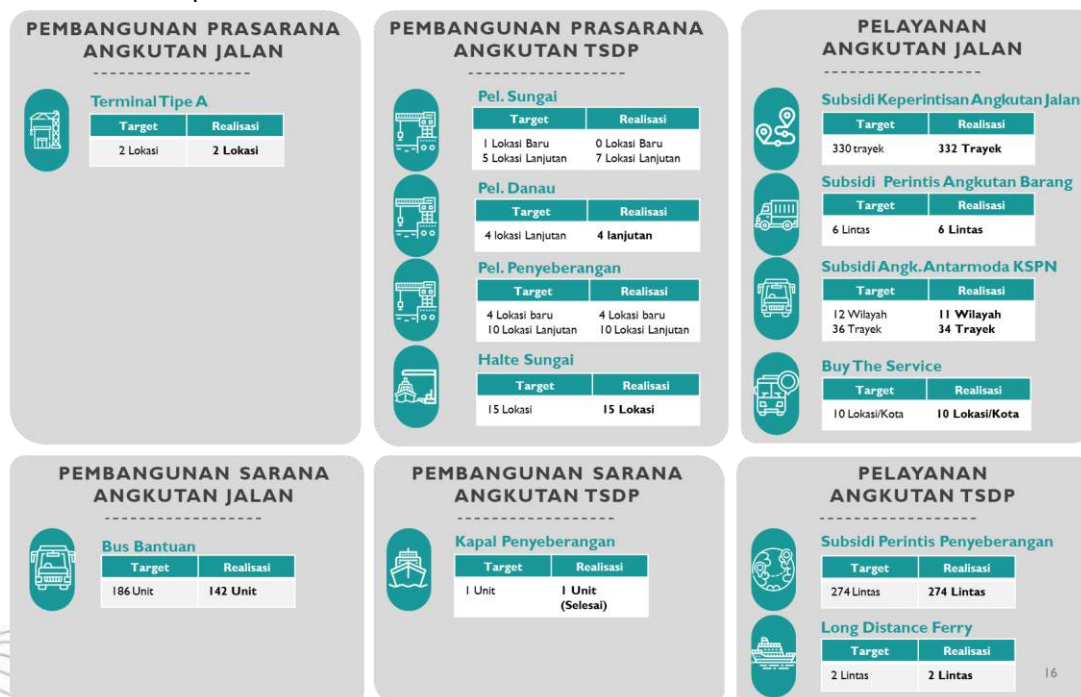 PEMBANGUNAN PRASARANA
ANGKUTAN JALAN
Terminal Tipe A
Target Realisasi
2 Lokasi 2 Lokasi
PEMBANGUNAN PRASARANA
ANGKUTAN TSDP
Pel. Sungai
Target Realisasi
1 Lokasi Baru 0 Lokasi Baru
5 Lokasi Lanjutan 7 Lokasi Lanjutan
Pel. Danau
Target Realisasi
4 lokasi Lanjutan 4 lanjutan
Pel. Penyeberangan
Target Realisasi
4 Lokasi baru 4 Lokasi baru
10 Lokasi Lanjutan 10 Lokasi Lanjutan
Halte Sungai
Target Realisasi
15 Lokasi 15 Lokasi
PELAYANAN
ANGKUTAN JALAN
Subsidi Keperintisan Angkutan Jalan
Target Realisasi
330 trayek 332 Trayek
Subsidi Perintis Angkutan Barang
Target Realisasi
6 Lintas 6 Lintas
Subsidi Angk. Antarmoda KSPN
Target Realisasi
12 Wilayah 11 Wilayah
36 Trayek 34 Trayek
Buy The Service
Target Realisasi
10 Lokasi/Kota 10 Lokasi/Kota
PEMBANGUNAN SARANA
ANGKUTAN JALAN
Bus Bantuan
Target Realisasi
186 Unit 142 Unit
PEMBANGUNAN SARANA
ANGKUTAN TSDP
Kapal Penyeberangan
Target Realisasi
1 Unit 1 Unit
(Selesai)
PELAYANAN
ANGKUTAN TSDP
Subsidi Perintis Penyeberangan
Target Realisasi
274 Lintas 274 Lintas
Long Distance Ferry
Target Realisasi
2 Lintas 2 Lintas
16